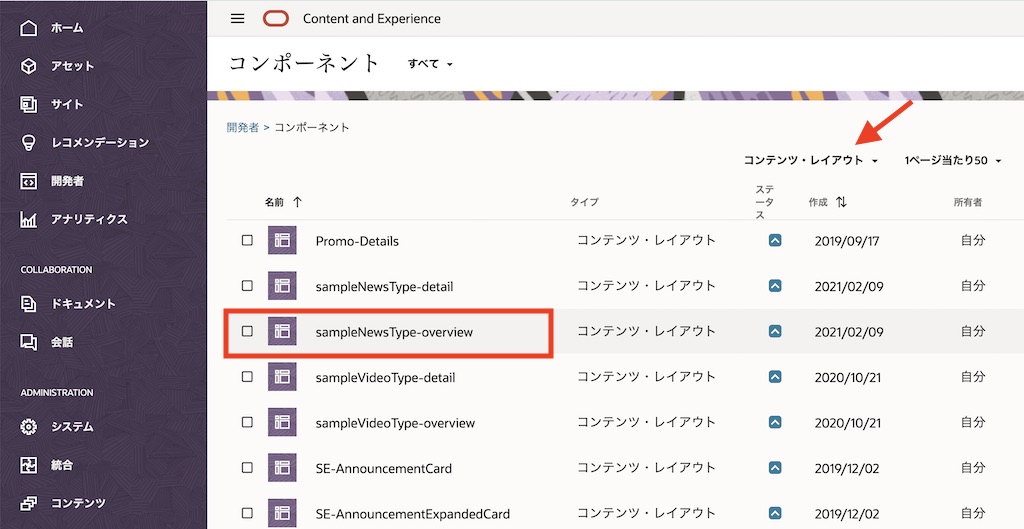 Content and Experience
ホーム
アセット
サイト
レコメンデーション
開発者
アナリティクス
COLLABORATION
ドキュメント
会話
ADMINISTRATION
システム
統合
コンテンツ
コンポーネント すべて
開発者 > コンポーネント
コンテンツ・レイアウト 1ページ当たり50
名前 タイプ ステータス 作成 所有者
Promo-Details コンテンツ・レイアウト 2019/09/17 自分
sampleNewsType-detail コンテンツ・レイアウト 2021/02/09 自分
sampleNewsType-overview コンテンツ・レイアウト 2021/02/09 自分
sampleVideoType-detail コンテンツ・レイアウト 2020/10/21 自分
sampleVideoType-overview コンテンツ・レイアウト 2020/10/21 自分
SE-AnnouncementCard コンテンツ・レイアウト 2019/12/02 自分
SE-AnnouncementExpandedCard コンテンツ・レイアウト 2019/12/02 自分